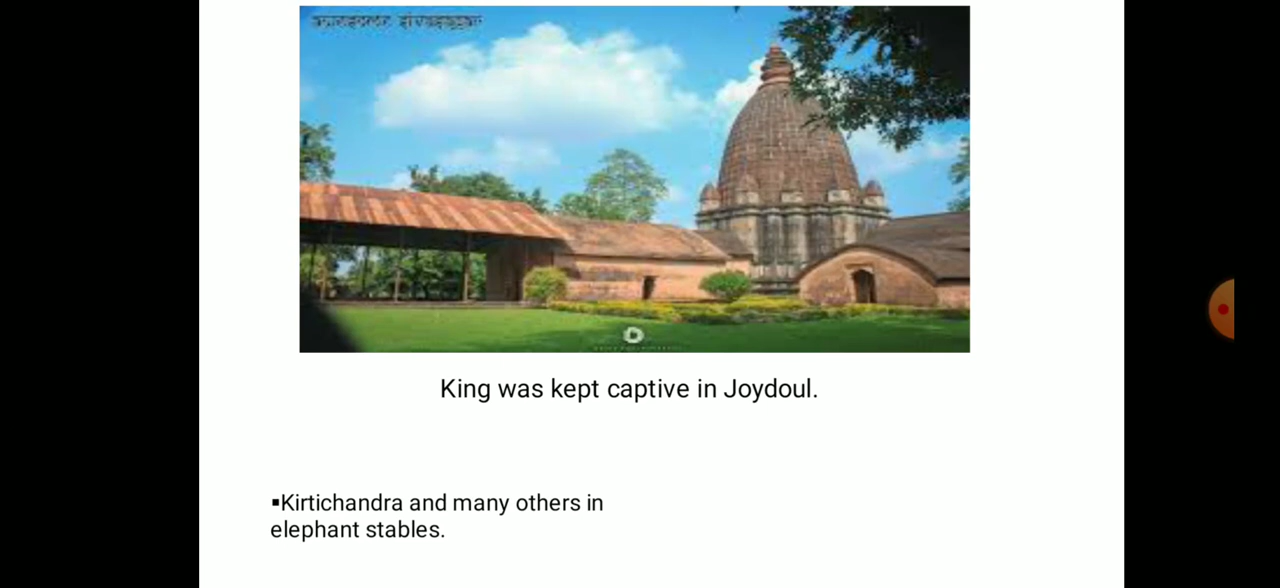 King was kept captive in Joydoul.
▪Kirtichandra and many others in
elephant stables.